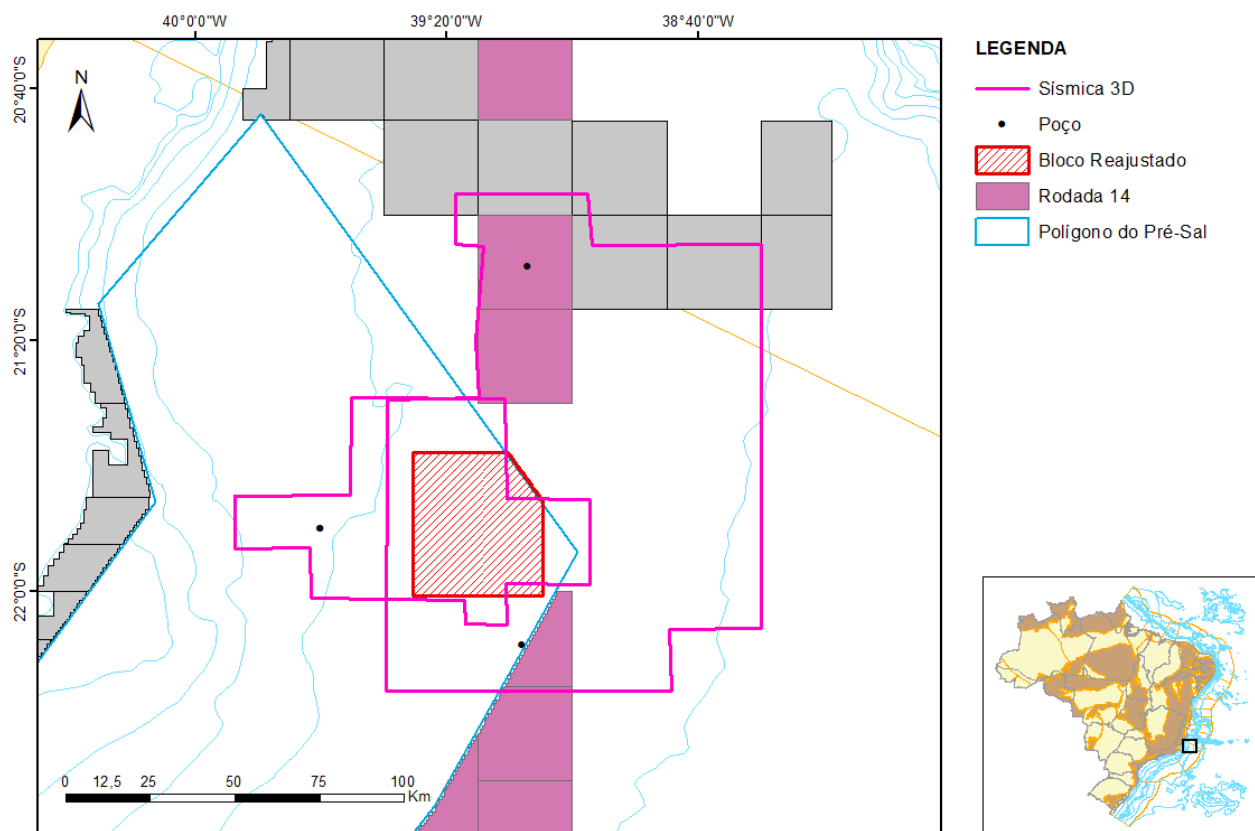 40°0'0"W
39°20'0"W
38°40'0"W
20°40'0"S
21°20'0"S
22°0'0"S
N
LEGENDA
Sísmica 3D
Poço
Bloco Reajustado
Rodada 14
Polígono do Pré-Sal
0 12,5 25 50 75 100
Km